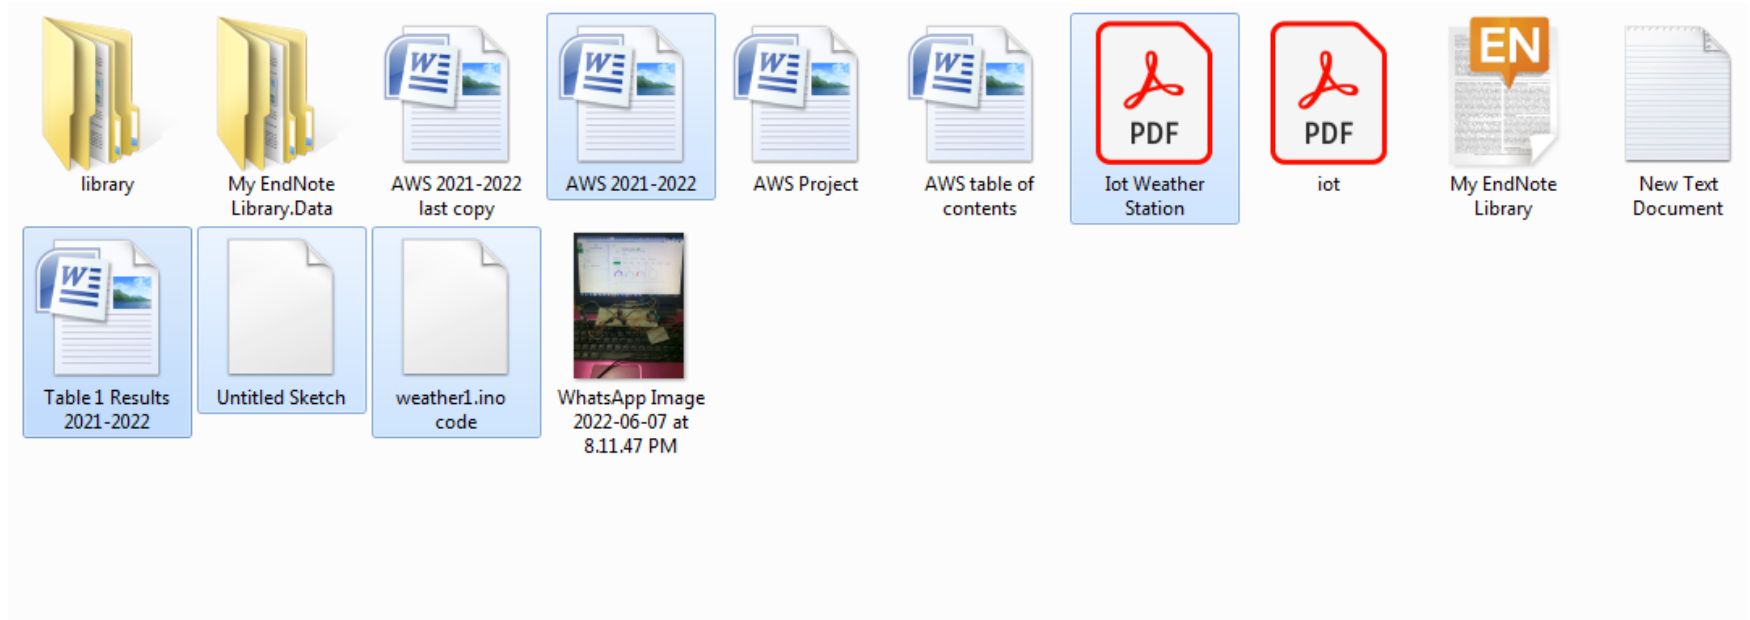 library
My EndNote
Library.Data
AWS 2021-2022
last copy
AWS 2021-2022
AWS Project
AWS table of
contents
PDF
Iot Weather
Station
PDF
iot
EN
My EndNote
Library
New Text
Document
Table 1 Results
2021-2022
Untitled Sketch
weather1.ino
code
WhatsApp Image
2022-06-07 at
8.11.47 PM